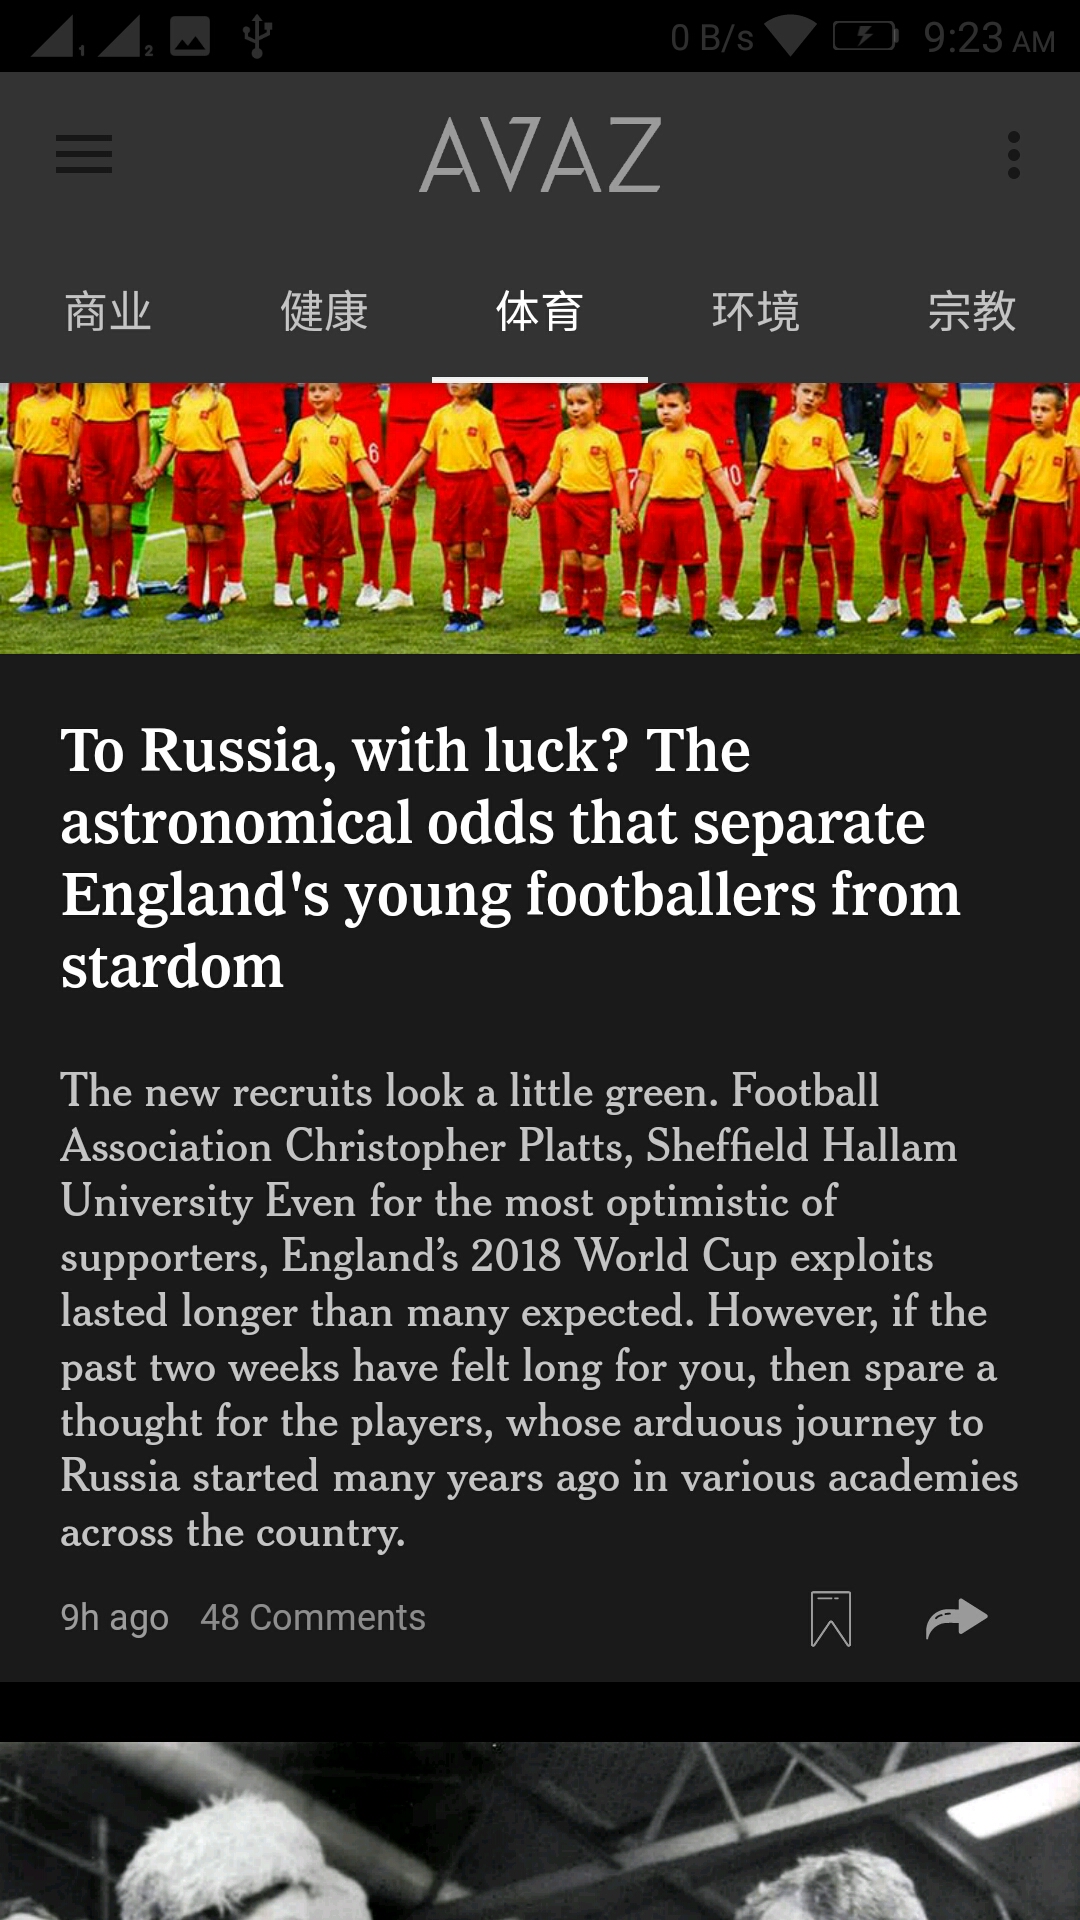 1 2 0 B/s 9:23 AM
AVAZ
商业 健康 体育 环境 宗教
6
10
To Russia, with luck? The
astronomical odds that separate
England's young footballers from
stardom
The new recruits look a little green. Football
Association Christopher Platts, Sheffield Hallam
University Even for the most optimistic of
supporters, England’s 2018 World Cup exploits
lasted longer than many expected. However, if the
past two weeks have felt long for you, then spare a
thought for the players, whose arduous journey to
Russia started many years ago in various academies
across the country.
9h ago 48 Comments